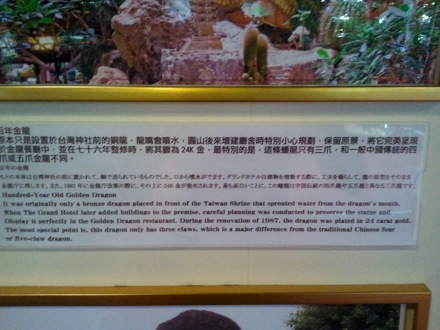 百年金龍
原本只是設置於台灣神社前的銅龍，龍嘴會噴水，圓山後來增建廳舍時特別小心規劃、保留原景，將它完美呈現
於金龍餐廳中，並在七十六年整修時，將其鍍為 24K 金，最特別的是，這條蟠龍只有三爪，和一般中國傳統的四
爪或五爪金龍不同。
百年の金龍
Hundred-Year Old Golden Dragon
It was originally only a bronze dragon placed in front of the Taiwan Shrine that sprouted water from the dragon's mouth.
When The Grand Hotel later added buildings to the premise, careful planning was conducted to preserve the statue and
Display it perfectly in the Golden Dragon restaurant. During the renovation of 1987, the dragon was plated in 24 carat gold.
The most special point is, this dragon only has three claws, which is a major difference from the traditional Chinese four
or five-claw dragon.